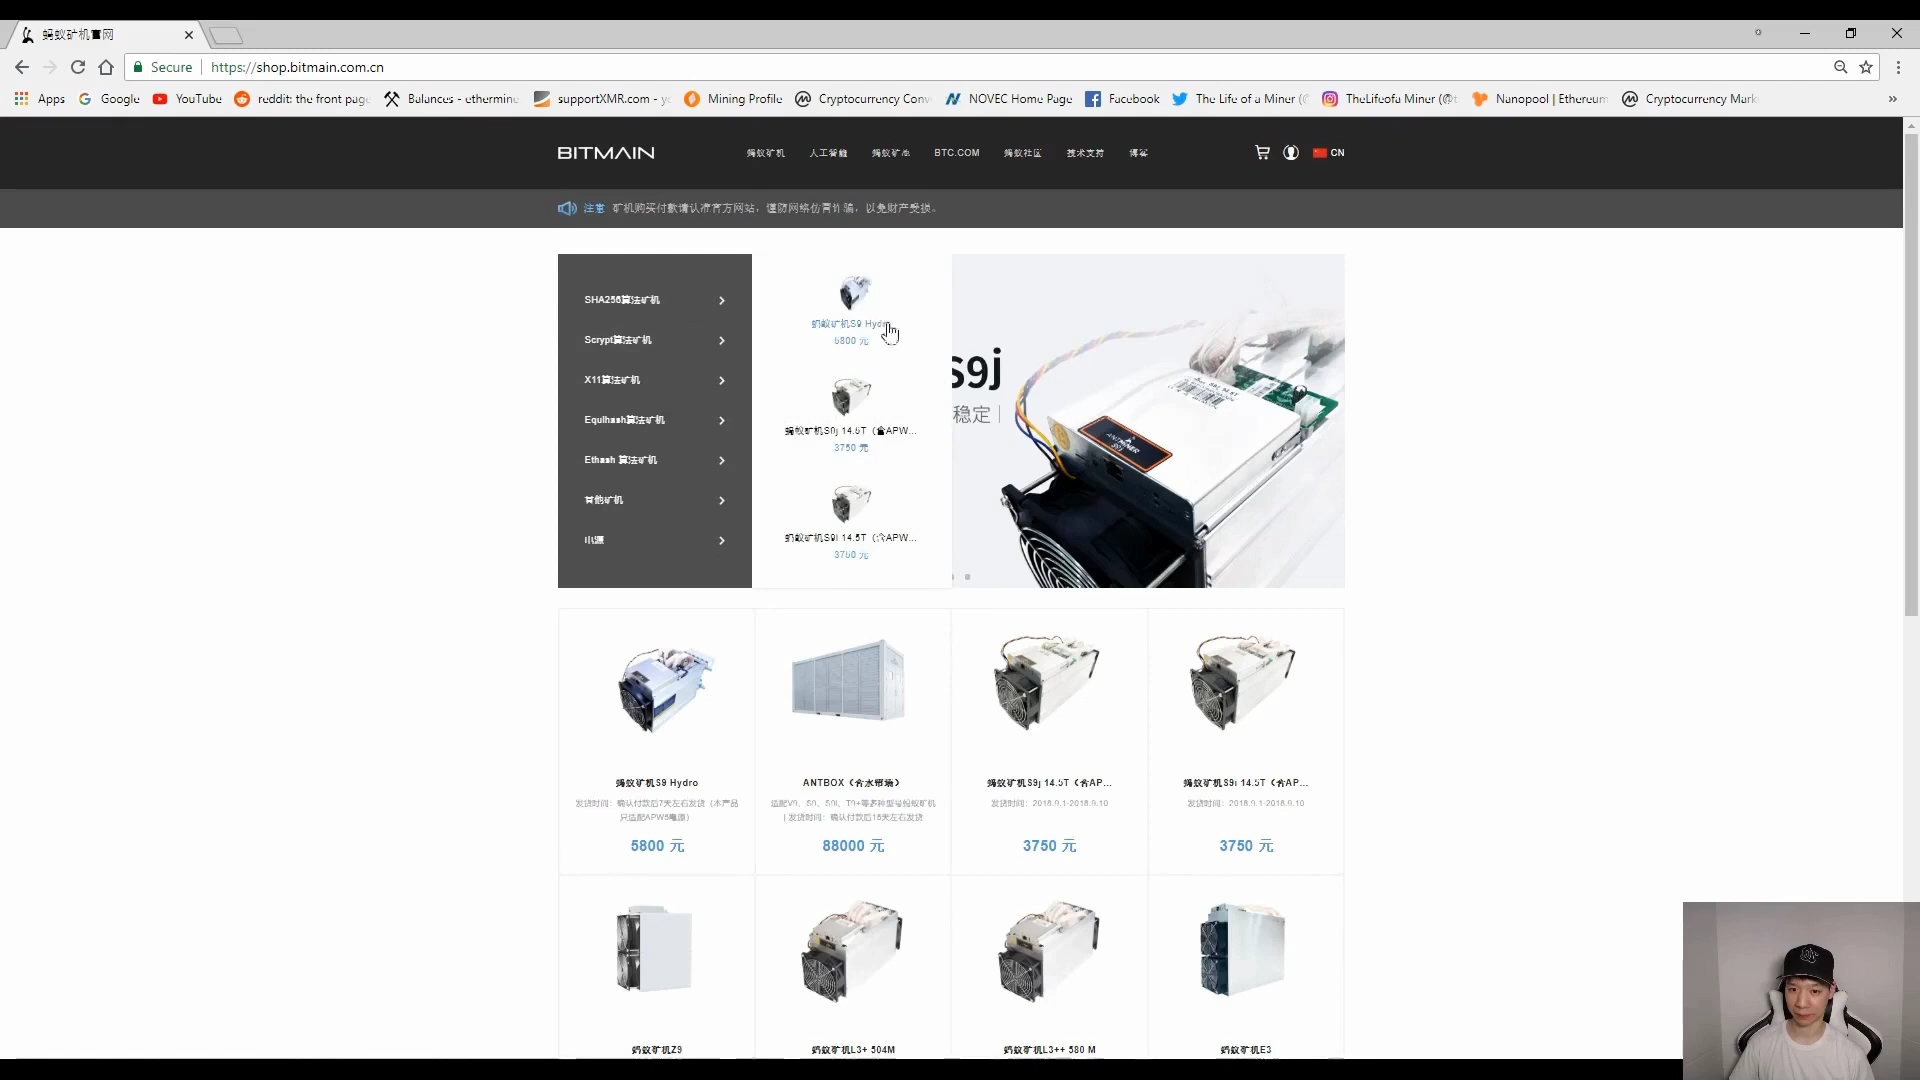 蚂蚁矿机官网
Secure
https://shop.bitmain.com.cn
Apps
Google
YouTube
reddit: the front page
Balances - ethermine
supportXMR.com - yo
Mining Profile
Cryptocurrency Conv
NOVEC Home Page
Facebook
The Life of a Miner (@
TheLifeofa Miner (@t
Nanopool | Ethereum
Cryptocurrency Mark
BITMAIN
蚂蚁矿机
人工智能
蚂蚁矿池
BTC.COM
蚂蚁社区
技术支持
博客
CN
注意 矿机购买付款请认准官方网站，谨防网络仿冒诈骗，以免财产受损。
SHA256算法矿机
Scrypt算法矿机
X11算法矿机
Equihash算法矿机
Ethash 算法矿机
其他矿机
电源
蚂蚁矿机S9 Hydro
5800 元
蚂蚁矿机S9j 14.5T（含APW...
3750 元
蚂蚁矿机S9i 14.5T（含APW...
3750 元
S9j
稳定 |
ANTMINER
蚂蚁矿机S9 Hydro
发货时间：确认付款后7天左右发货（本产品
只适配APW5电源）
5800 元
ANTBOX（含水帘场）
适配V9、S9、S9i、T9+等多种型号蚂蚁矿机
| 发货时间：确认付款后15天左右发货
88000 元
蚂蚁矿机S9j 14.5T（含AP...
发货时间：2018.9.1-2018.9.10
3750 元
蚂蚁矿机S9i 14.5T（含AP...
发货时间：2018.9.1-2018.9.10
3750 元
蚂蚁矿机Z9
蚂蚁矿机L3+ 504M
蚂蚁矿机L3++ 580 M
蚂蚁矿机E3